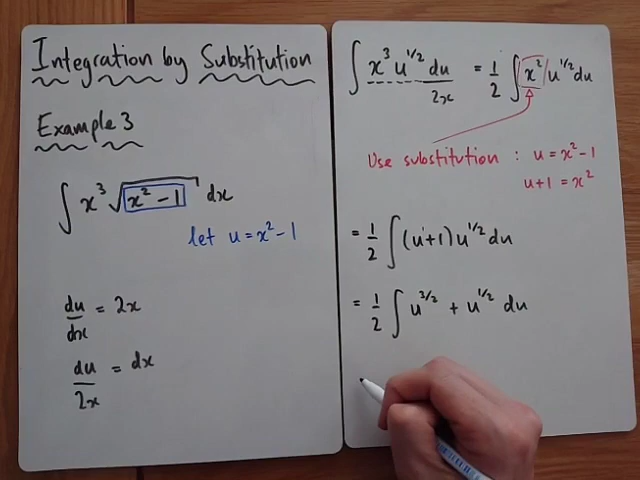 Integration by Substitution
Example 3
∫ x³ √(x² - 1) dx
let u = x² - 1
du/dx = 2x
du/2x = dx
∫ x³ u^1/2 du/2x = 1/2 ∫ x² u^1/2 du
Use substitution : u = x² - 1
u + 1 = x²
= 1/2 ∫ (u + 1) u^1/2 du
= 1/2 ∫ u^3/2 + u^1/2 du